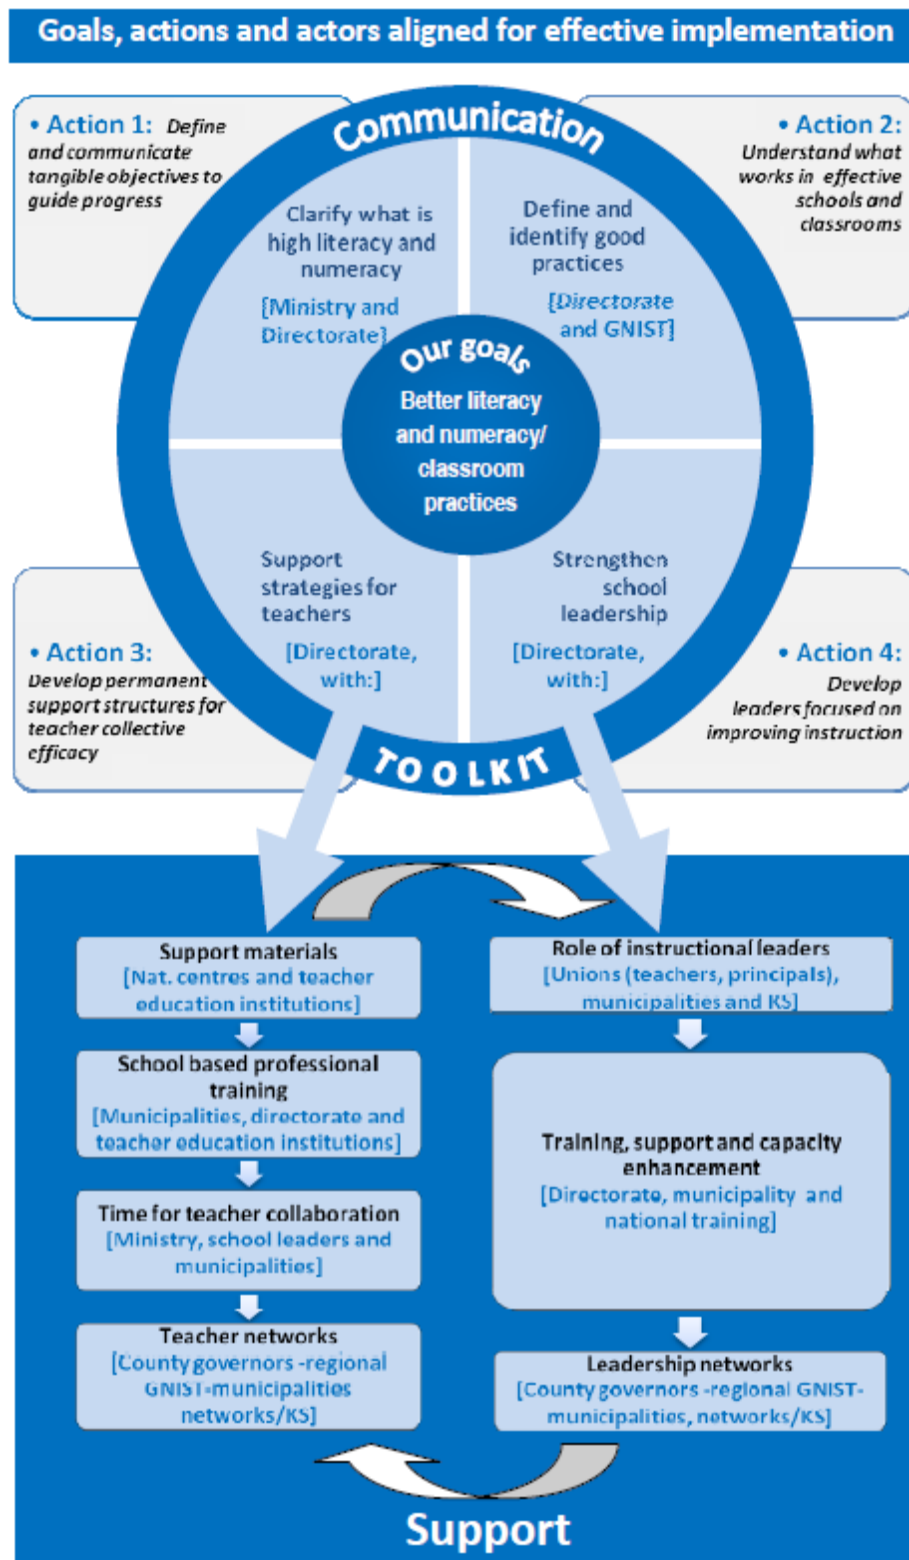 Goals, actions and actors aligned for effective implementation
• Action 1: Define
and communicate
tangible objectives to
guide progress
Communication
• Action 2:
Understand what
works in effective
schools and
classrooms
Clarify what is
high literacy and
numeracy
[Ministry and
Directorate]
Define and
identify good
practices
[Directorate
and GNIST]
Our goals
Better literacy
and numeracy/
classroom
practices
Support
strategies for
teachers
[Directorate,
with:]
Strengthen
school
leadership
[Directorate,
with:]
• Action 3:
Develop permanent
support structures for
teacher collective
efficacy
• Action 4:
Develop
leaders focused on
improving instruction
TOOLKIT
Support materials
[Nat. centres and teacher
education institutions]
School based professional
training
[Municipalities, directorate and
teacher education institutions]
Time for teacher collaboration
[Ministry, school leaders and
municipalities]
Teacher networks
[County governors -regional
GNIST-municipalities
networks/KS]
Role of instructional leaders
[Unions (teachers, principals),
municipalities and KS]
Training, support and capacity
enhancement
[Directorate, municipality and
national training]
Leadership networks
[County governors -regional GNIST-
municipalities, networks/KS]
Support